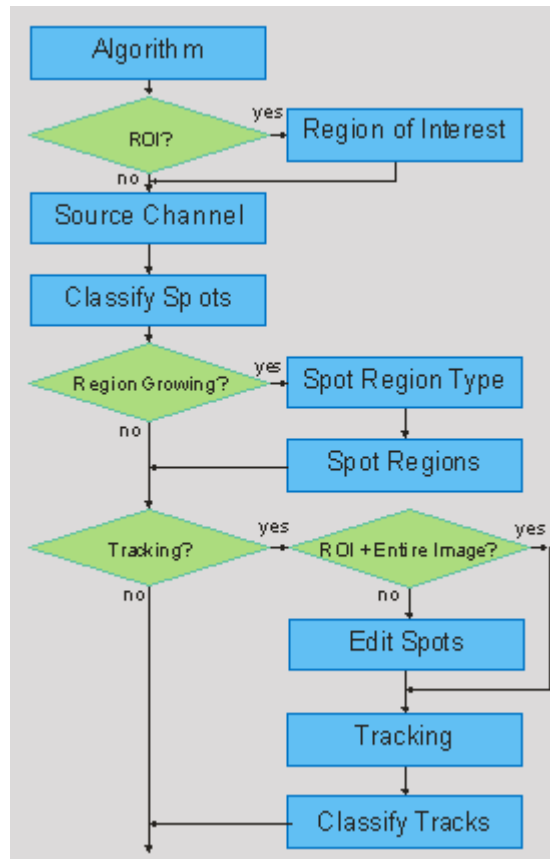 Algorithm
ROI?
yes
Region of Interest
no
Source Channel
Classify Spots
Region Growing?
yes
Spot Region Type
no
Spot Regions
Tracking?
yes
ROI + Entire Image?
yes
no
no
Edit Spots
Tracking
Classify Tracks